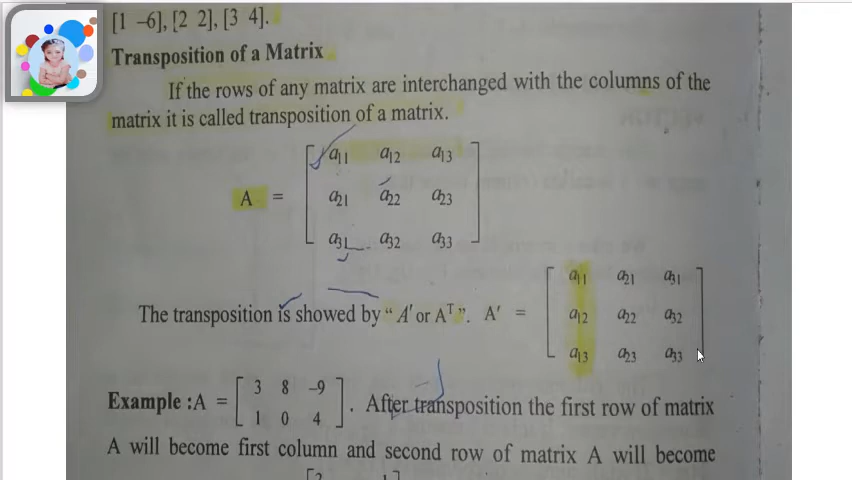 [1 –6], [2 2], [3 4].
Transposition of a Matrix
If the rows of any matrix are interchanged with the columns of the
matrix it is called transposition of a matrix.
a11 a12 a13
A = a21 a22 a23
a31 a32 a33
a11 a21 a31
The transposition is showed by “ A′ or Aᵀ ”. A′ = a12 a22 a32
a13 a23 a33
Example : A = [3 8 –9
1 0 4]. After transposition the first row of matrix
A will become first column and second row of matrix A will become